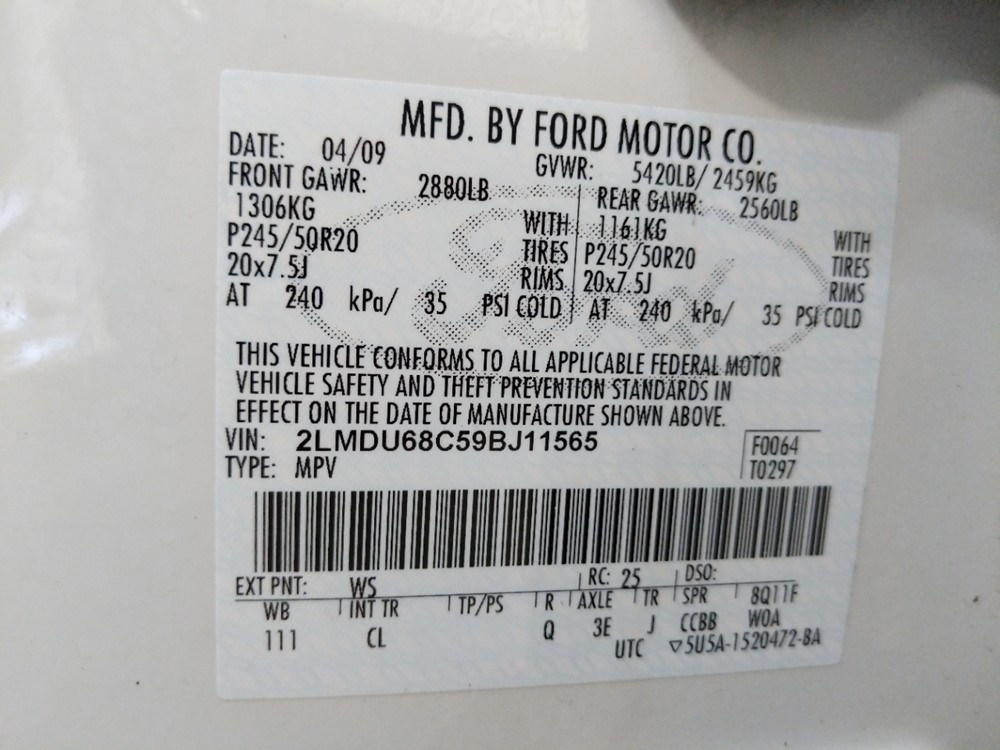 MFD. BY FORD MOTOR CO.
DATE: 04/09 GVWR: 5420LB/ 2459KG
FRONT GAWR: 2880LB REAR GAWR: 2560LB
1306KG WITH 1161KG WITH
P245/50R20 TIRES P245/50R20 TIRES
20x7.5J RIMS 20x7.5J RIMS
AT 240 kPa/ 35 PSI COLD AT 240 kPa/ 35 PSI COLD
Ford
THIS VEHICLE CONFORMS TO ALL APPLICABLE FEDERAL MOTOR
VEHICLE SAFETY AND THEFT PREVENTION STANDARDS IN
EFFECT ON THE DATE OF MANUFACTURE SHOWN ABOVE.
VIN: 2LMDU68C59BJ11565 F0064
TYPE: MPV T0297
EXT PNT: WS RC: 25 DSO:
WB INT TR TP/PS R AXLE TR SPR 8Q11F
111 CL Q 3E J CCBB W0A
UTC ▽5U5A-1520472-BA